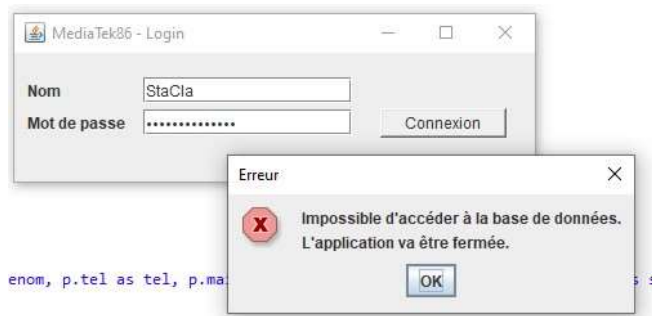 MediaTek86 - Login
Nom
StaCla
Mot de passe
Connexion
Erreur
Impossible d'accéder à la base de données.
L'application va être fermée.
OK
enom, p.tel as tel, p.ma